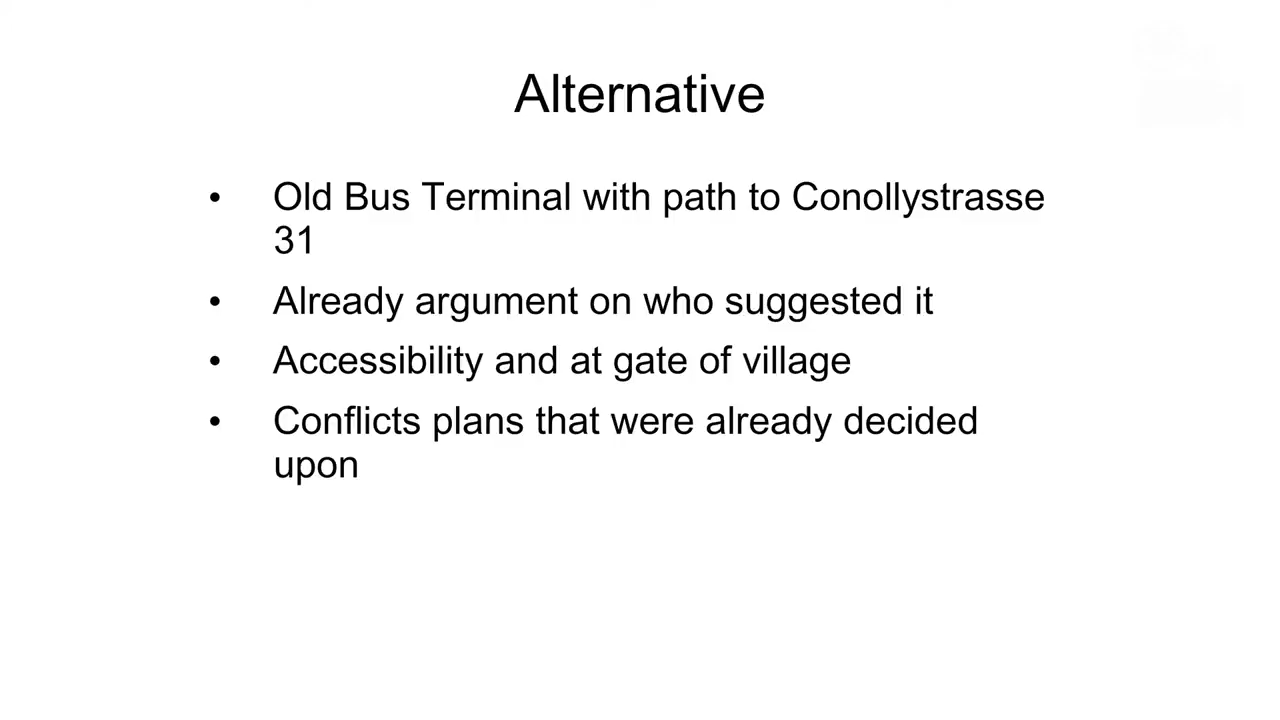 Alternative
• Old Bus Terminal with path to Conollystrasse
31
• Already argument on who suggested it
• Accessibility and at gate of village
• Conflicts plans that were already decided
upon